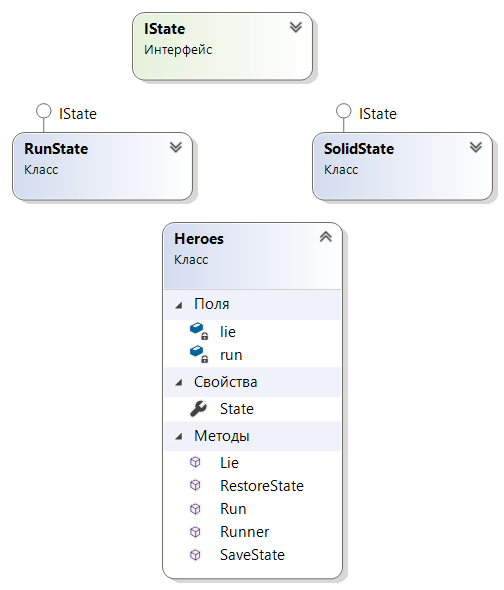 IState
Интерфейс
IState
IState
RunState
Класс
SolidState
Класс
Heroes
Класс
Поля
lie
run
Свойства
State
Методы
Lie
RestoreState
Run
Runner
SaveState